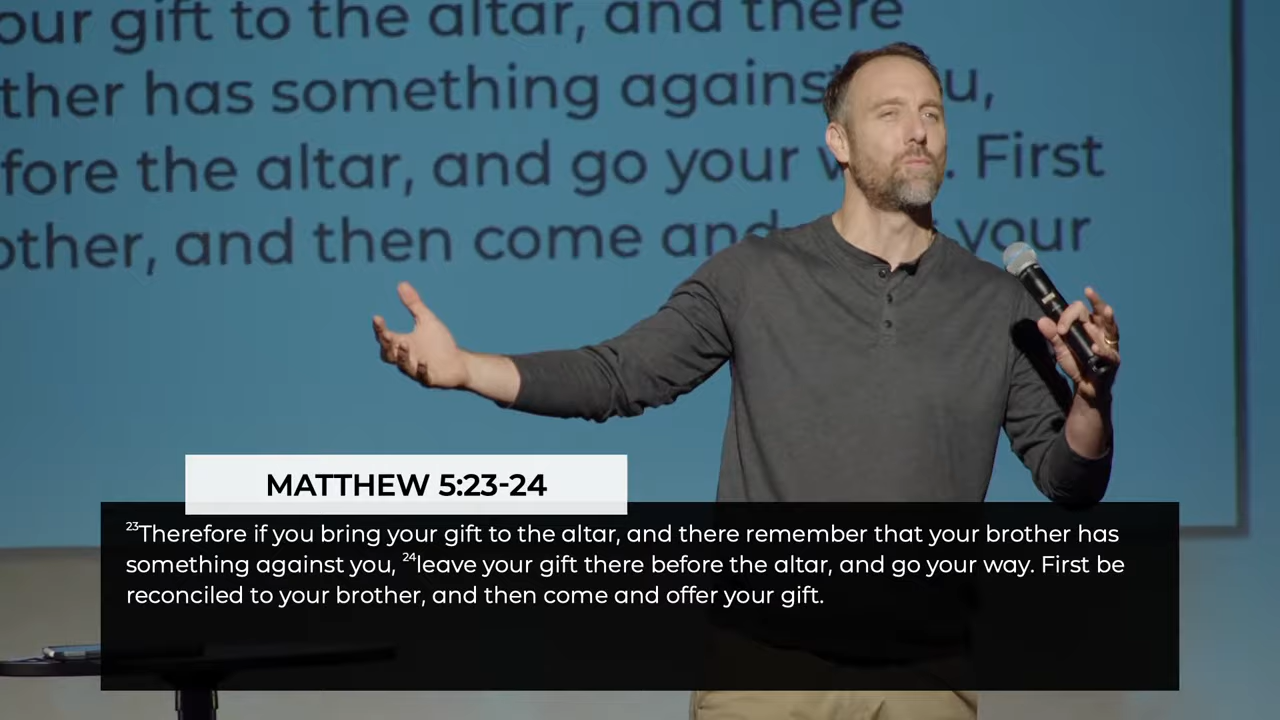 our gift to the altar, and there
ther has something against u,
fore the altar, and go your w . First
other, and then come and your
MATTHEW 5:23-24
23Therefore if you bring your gift to the altar, and there remember that your brother has
something against you, 24leave your gift there before the altar, and go your way. First be
reconciled to your brother, and then come and offer your gift.